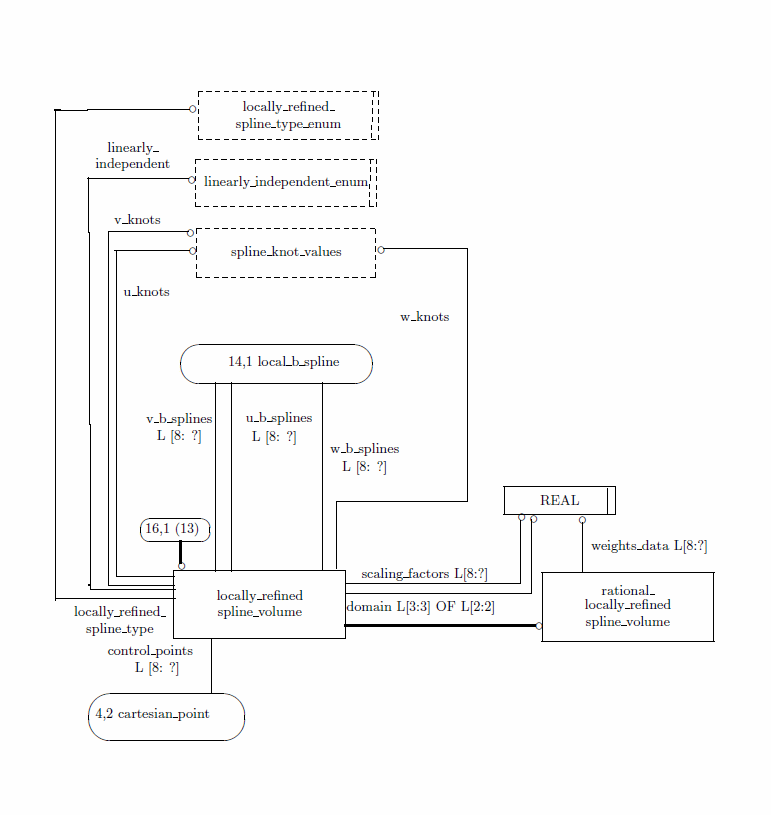 locally_refined_
spline_type_enum
linearly_
independent
linearly_independent_enum
v_knots
spline_knot_values
u_knots
w_knots
14,1 local_b_spline
v_b_splines
L [8: ?]
u_b_splines
L [8: ?]
w_b_splines
L [8: ?]
REAL
16,1 (13)
weights_data L[8:?]
scaling_factors L[8:?]
locally_refined
spline_volume
rational_
locally_refined
spline_volume
domain L[3:3] OF L[2:2]
locally_refined_
spline_type
control_points
L [8: ?]
4,2 cartesian_point